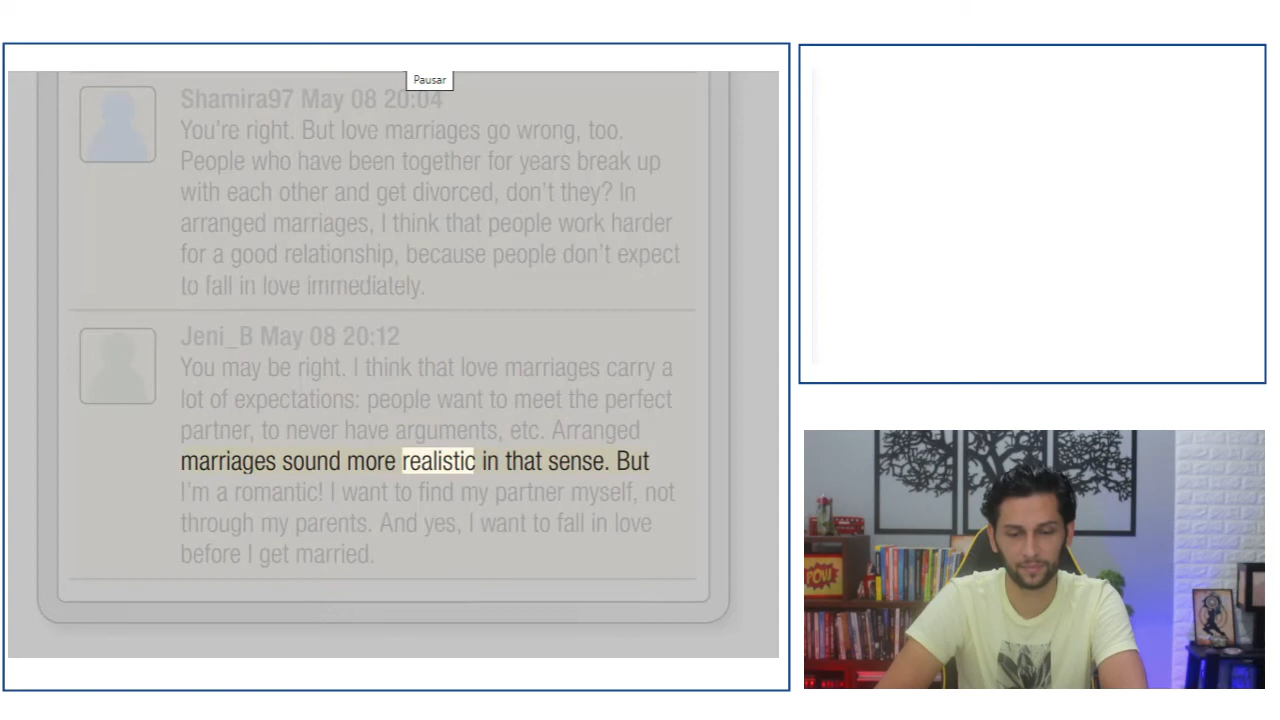 Pausar
Shamira97 May 08 20:04
You're right. But love marriages go wrong, too.
People who have been together for years break up
with each other and get divorced, don't they? In
arranged marriages, I think that people work harder
for a good relationship, because people don't expect
to fall in love immediately.
Jeni_B May 08 20:12
You may be right. I think that love marriages carry a
lot of expectations: people want to meet the perfect
partner, to never have arguments, etc. Arranged
marriages sound more realistic in that sense. But
I'm a romantic! I want to find my partner myself, not
through my parents. And yes, I want to fall in love
before I get married.
POW